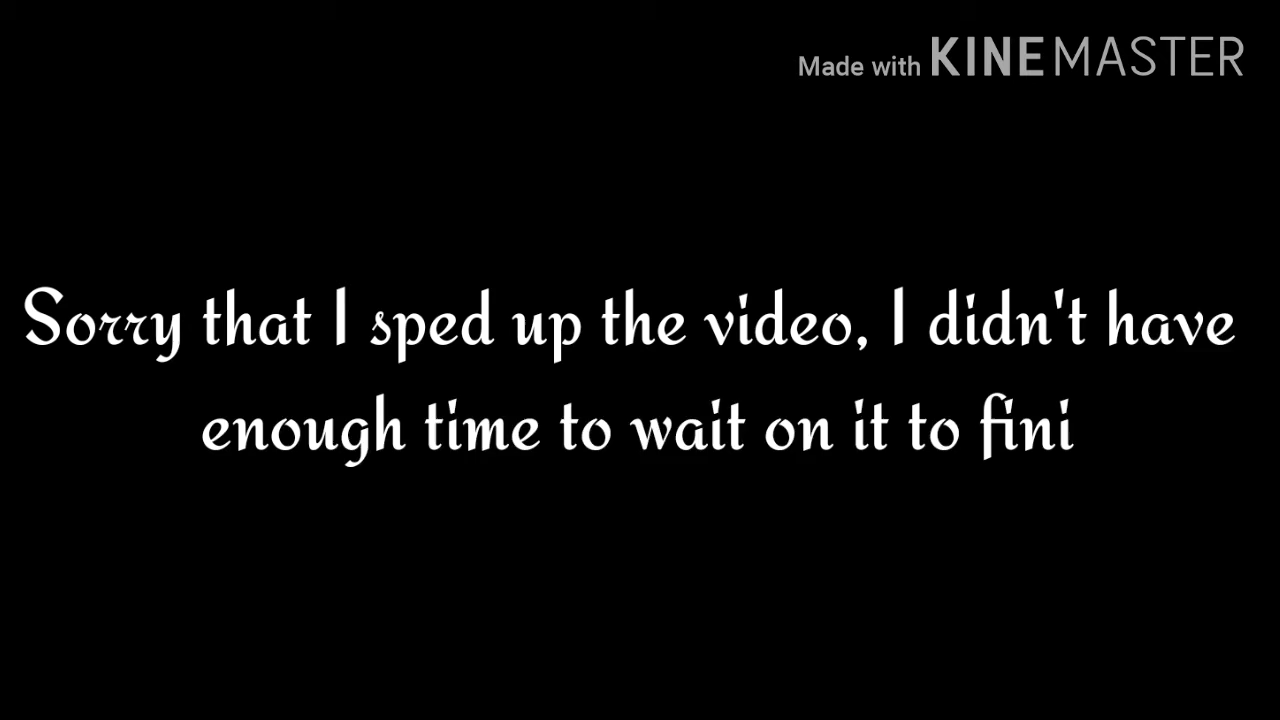 Made with KINEMASTER
Sorry that I sped up the video, I didn't have
enough time to wait on it to fini